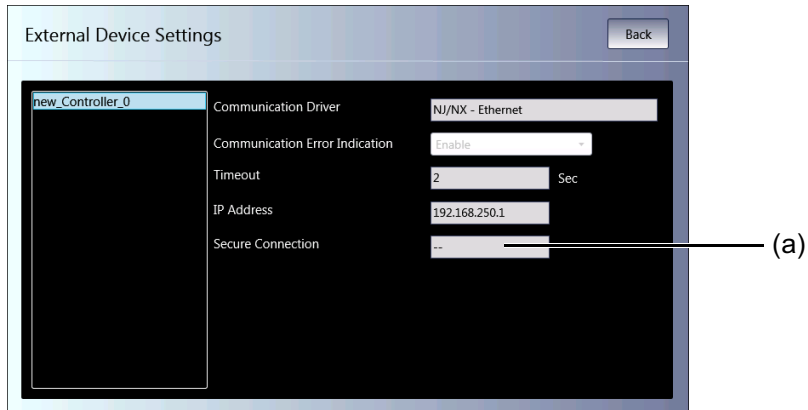 External Device Settings
Back
new_Controller_0
Communication Driver
NJ/NX - Ethernet
Communication Error Indication
Enable
Timeout
2
Sec
IP Address
192.168.250.1
Secure Connection
--
(a)